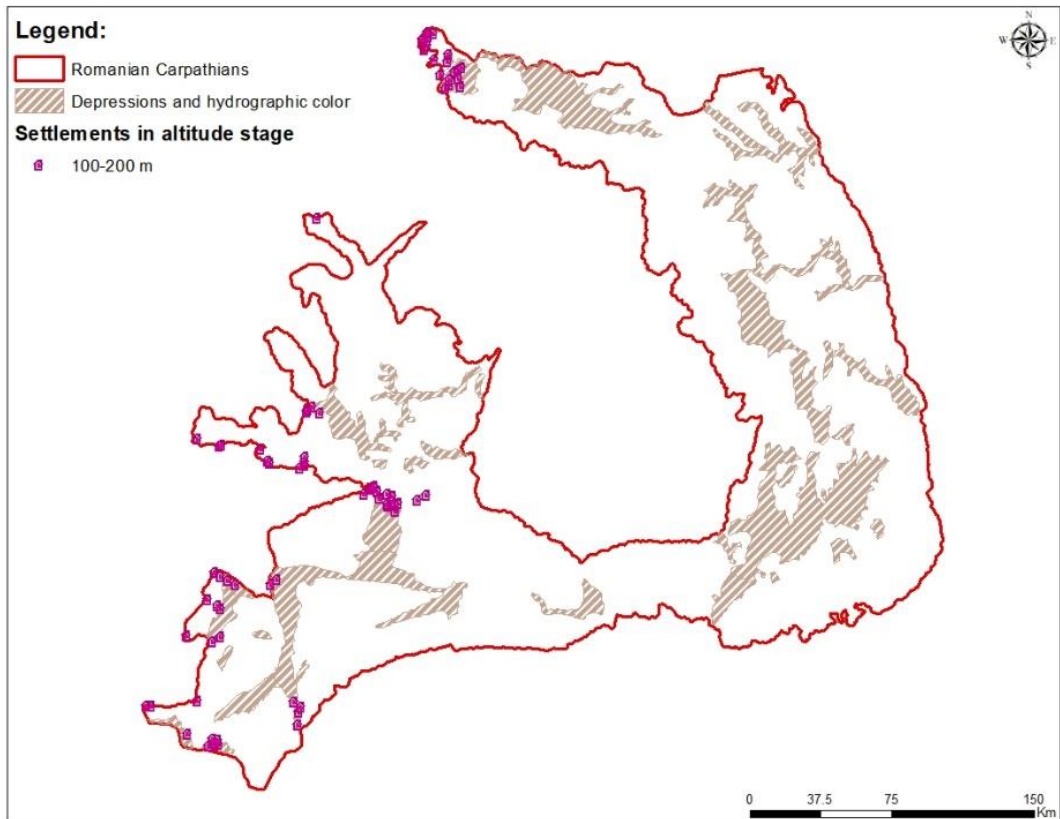 Legend:
Romanian Carpathians
Depressions and hydrographic color
Settlements in altitude stage
100-200 m
N
W E
S
0 37.5 75 150
Km